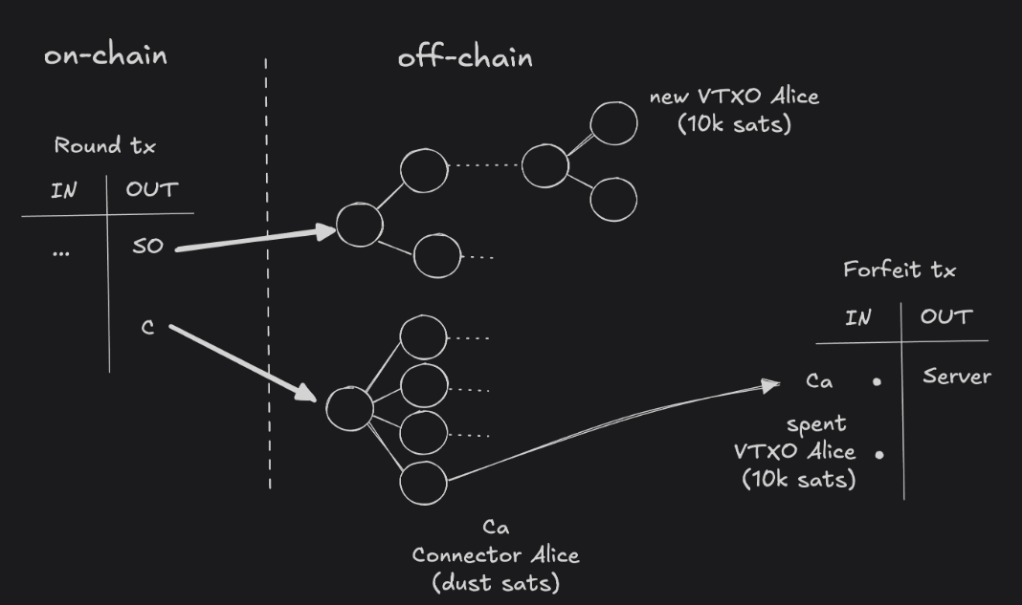 on-chain
off-chain
new VTXO Alice
(10k sats)
Round tx
IN OUT
... SO
C
Forfeit tx
IN OUT
Ca Server
spent
VTXO Alice
(10k sats)
Ca
Connector Alice
(dust sats)